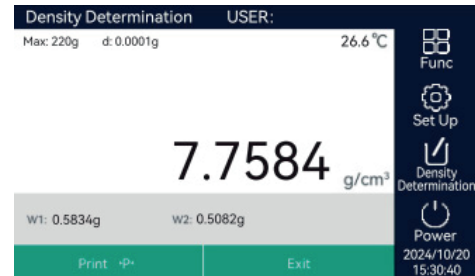 Density Determination USER:
Max: 220g d: 0.0001g 26.6℃
Func
Set Up
7.7584 g/cm³
Density
Determination
W1: 0.5834g W2: 0.5082g
Power
Print ·P· Exit
2024/10/20
15:30:40